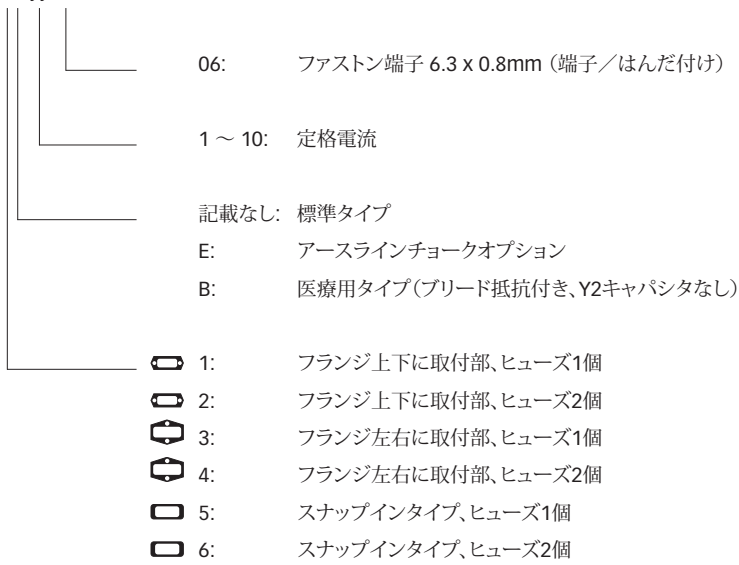 06: ファストン端子 6.3 x 0.8mm (端子／はんだ付け)
1 ～ 10: 定格電流
記載なし: 標準タイプ
E: アースラインチョークオプション
B: 医療用タイプ(ブリード抵抗付き、Y2キャパシタなし)
1: フランジ上下に取付部、ヒューズ1個
2: フランジ上下に取付部、ヒューズ2個
3: フランジ左右に取付部、ヒューズ1個
4: フランジ左右に取付部、ヒューズ2個
5: スナップインタイプ、ヒューズ1個
6: スナップインタイプ、ヒューズ2個